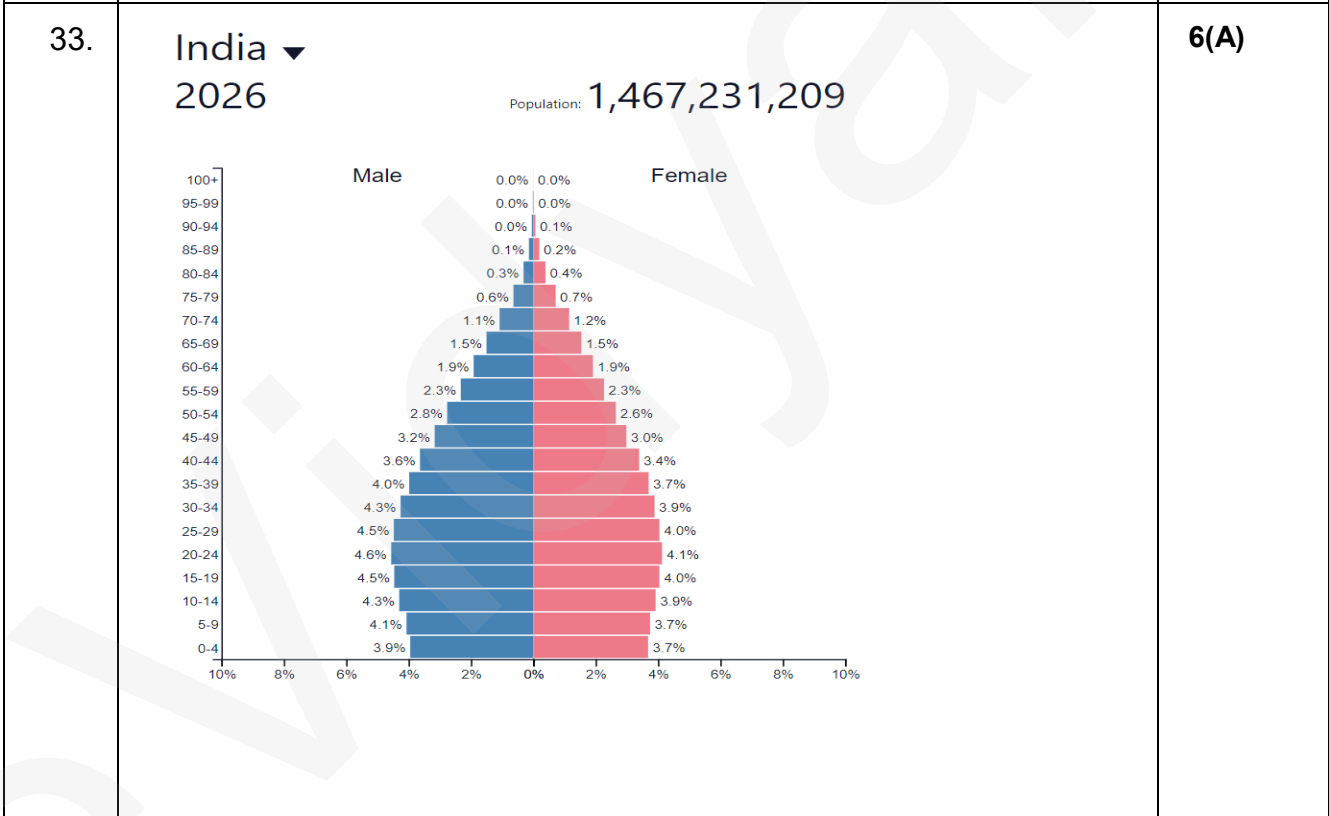 33.
6(A)
India
2026
Population: 1,467,231,209
Male Female
100+ 0.0% 0.0%
95-99 0.0% 0.0%
90-94 0.0% 0.1%
85-89 0.1% 0.2%
80-84 0.3% 0.4%
75-79 0.6% 0.7%
70-74 1.1% 1.2%
65-69 1.5% 1.5%
60-64 1.9% 1.9%
55-59 2.3% 2.3%
50-54 2.8% 2.6%
45-49 3.2% 3.0%
40-44 3.6% 3.4%
35-39 4.0% 3.7%
30-34 4.3% 3.9%
25-29 4.5% 4.0%
20-24 4.6% 4.1%
15-19 4.5% 4.0%
10-14 4.3% 3.9%
5-9 4.1% 3.7%
0-4 3.9% 3.7%
10% 8% 6% 4% 2% 0% 2% 4% 6% 8% 10%